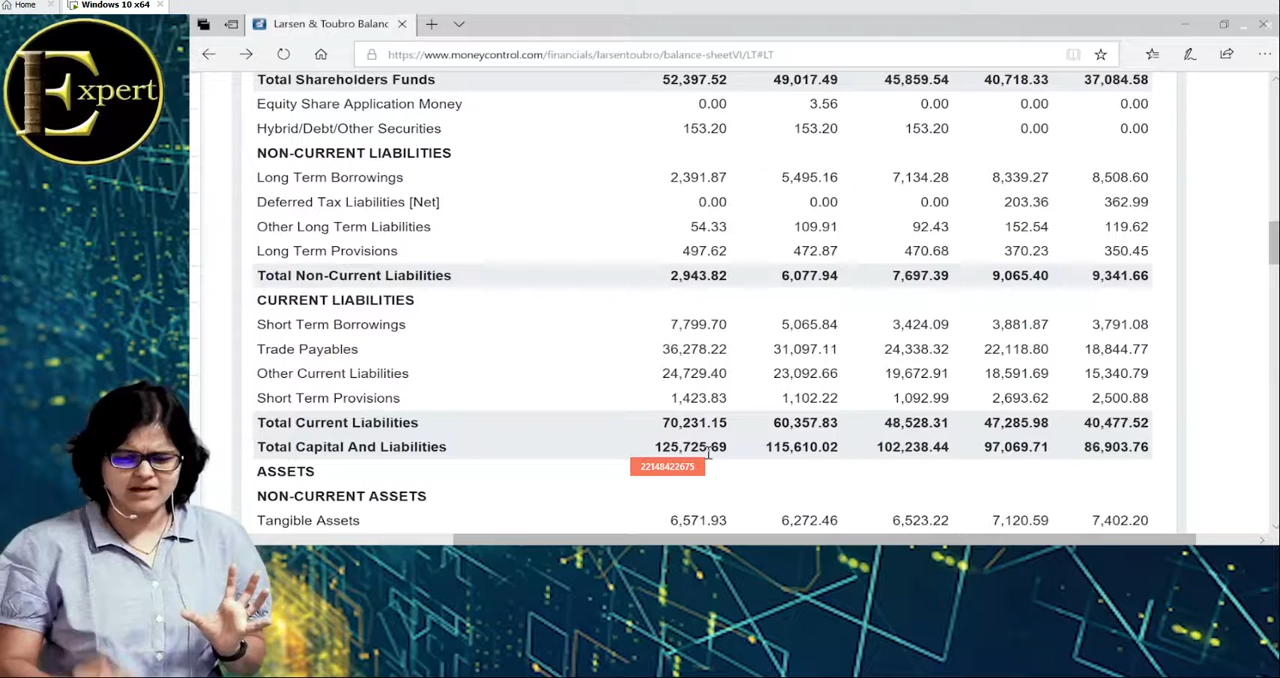 Home Windows 10 x64
Larsen & Toubro Balanc
https://www.moneycontrol.com/financials/larsentoubro/balance-sheetVI/LT#LT
Expert
Total Shareholders Funds 52,397.52 49,017.49 45,859.54 40,718.33 37,084.58
Equity Share Application Money 0.00 3.56 0.00 0.00 0.00
Hybrid/Debt/Other Securities 153.20 153.20 153.20 0.00 0.00
NON-CURRENT LIABILITIES
Long Term Borrowings 2,391.87 5,495.16 7,134.28 8,339.27 8,508.60
Deferred Tax Liabilities [Net] 0.00 0.00 0.00 203.36 362.99
Other Long Term Liabilities 54.33 109.91 92.43 152.54 119.62
Long Term Provisions 497.62 472.87 470.68 370.23 350.45
Total Non-Current Liabilities 2,943.82 6,077.94 7,697.39 9,065.40 9,341.66
CURRENT LIABILITIES
Short Term Borrowings 7,799.70 5,065.84 3,424.09 3,881.87 3,791.08
Trade Payables 36,278.22 31,097.11 24,338.32 22,118.80 18,844.77
Other Current Liabilities 24,729.40 23,092.66 19,672.91 18,591.69 15,340.79
Short Term Provisions 1,423.83 1,102.22 1,092.99 2,693.62 2,500.88
Total Current Liabilities 70,231.15 60,357.83 48,528.31 47,285.98 40,477.52
Total Capital And Liabilities 125,725.69 115,610.02 102,238.44 97,069.71 86,903.76
22148422675
ASSETS
NON-CURRENT ASSETS
Tangible Assets 6,571.93 6,272.46 6,523.22 7,120.59 7,402.20